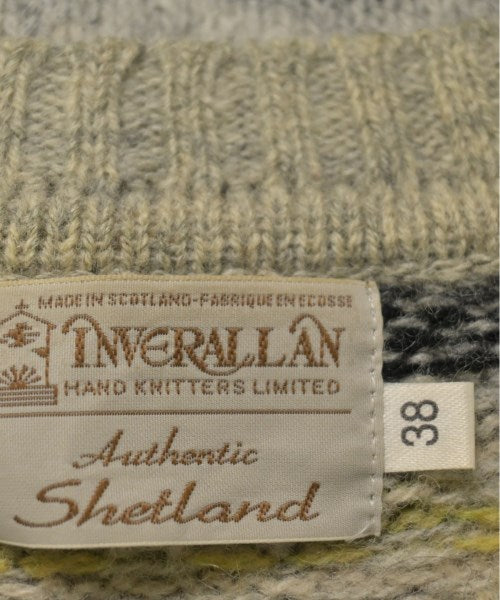 MADE IN SCOTLAND-FABRIQUE EN ECOSSE
INVERALLAN
HAND KNITTERS LIMITED
Authentic
Shetland
38